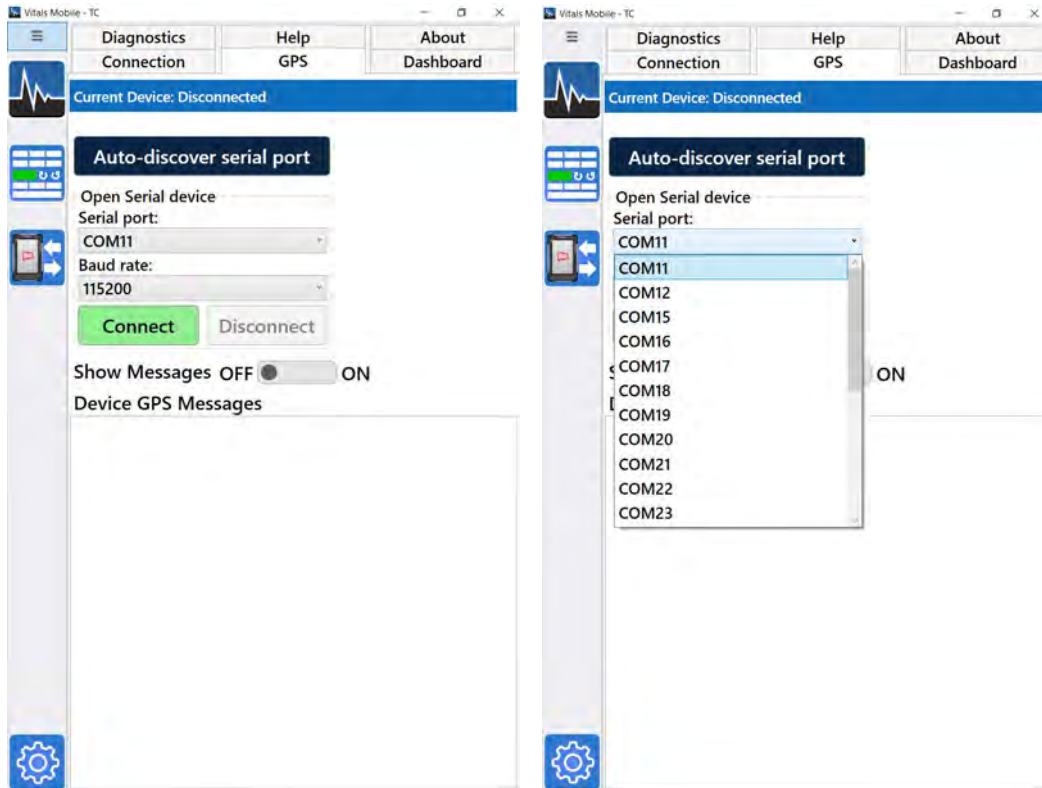 Vitals Mobile - TC
Diagnostics Help About
Connection GPS Dashboard
Current Device: Disconnected
Auto-discover serial port
Open Serial device
Serial port:
COM11
Baud rate:
115200
Connect Disconnect
Show Messages OFF ON
Device GPS Messages
Vitals Mobile - TC
Diagnostics Help About
Connection GPS Dashboard
Current Device: Disconnected
Auto-discover serial port
Open Serial device
Serial port:
COM11
COM11
COM12
COM15
COM16
COM17
ON
COM18
COM19
COM20
COM21
COM22
COM23